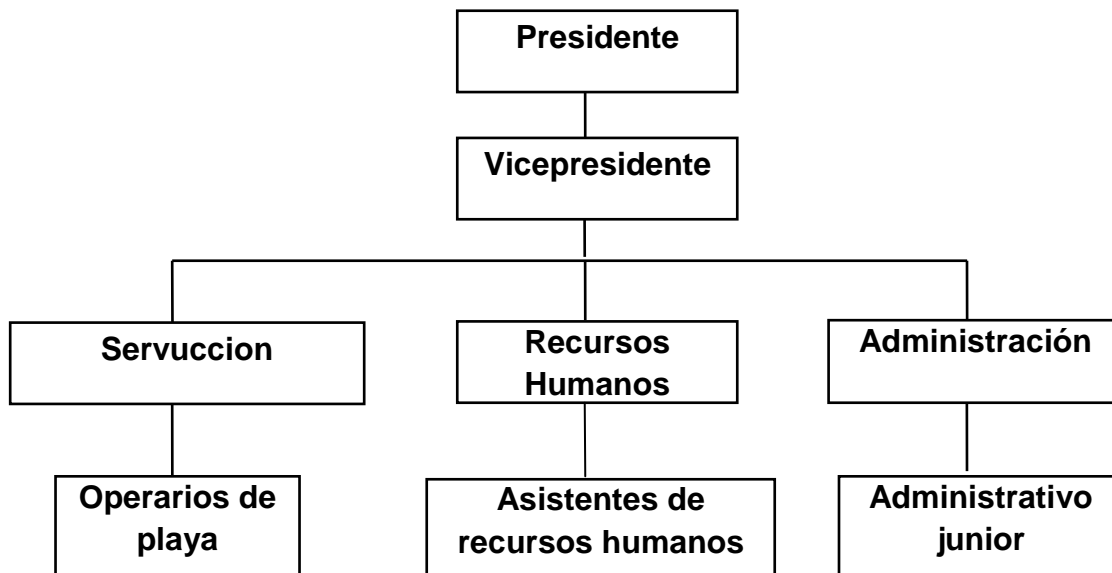 Presidente
Vicepresidente
Servuccion
Recursos
Humanos
Administración
Operarios de
playa
Asistentes de
recursos humanos
Administrativo
junior